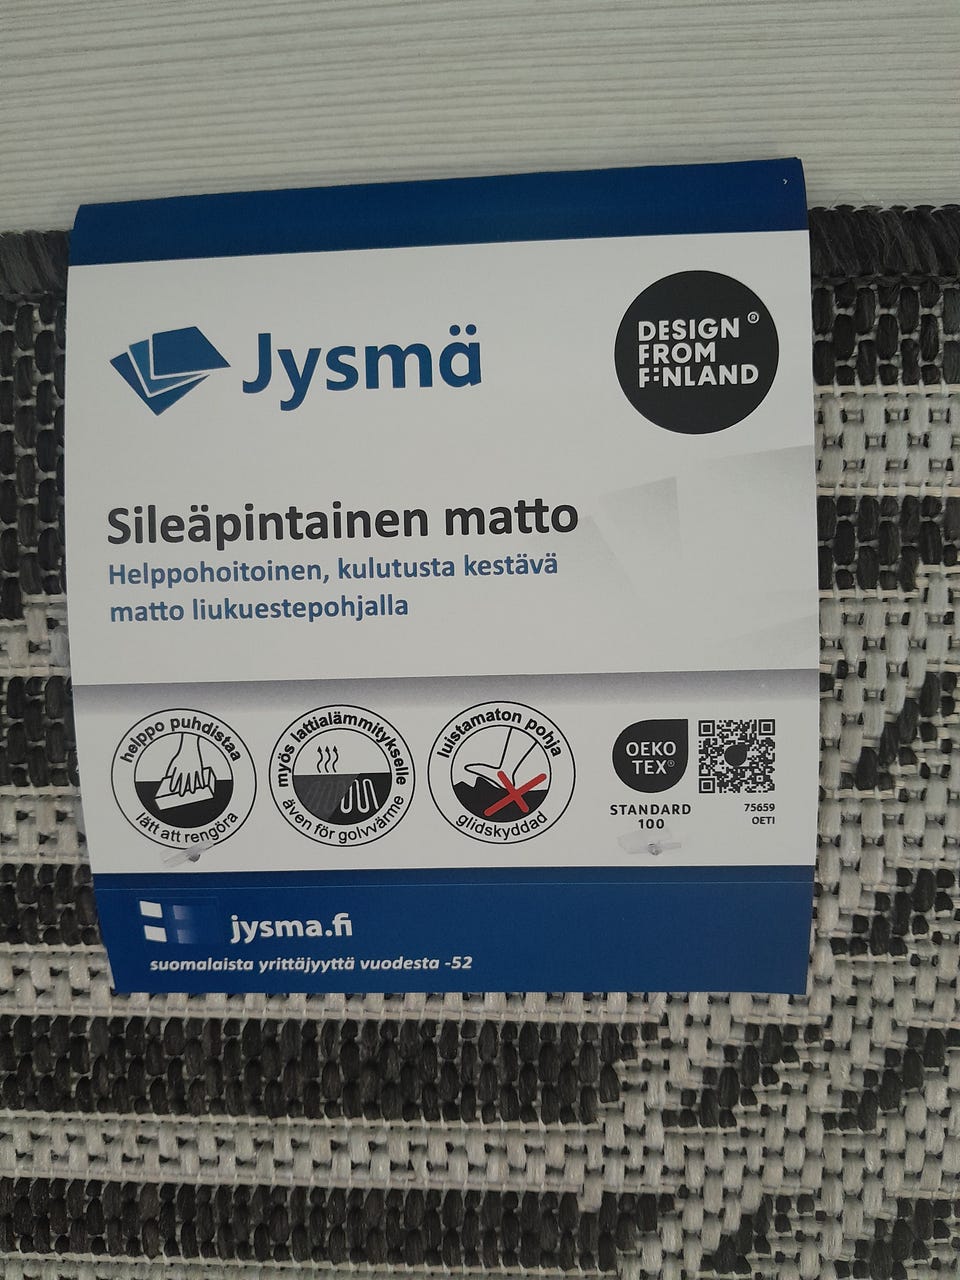 Jysmä
DESIGN®
FROM
FINLAND
Sileäpintainen matto
Helppohoitoinen, kulutusta kestävä
matto liukuestepohjalla
helppo puhdistaa
lätt att rengöra
myös lattialämmitykselle
även för golvvärme
luistamaton pohja
glidskyddad
OEKO
TEX®
STANDARD
100
75659
OETI
jysma.fi
suomalaista yrittäjyyttä vuodesta -52